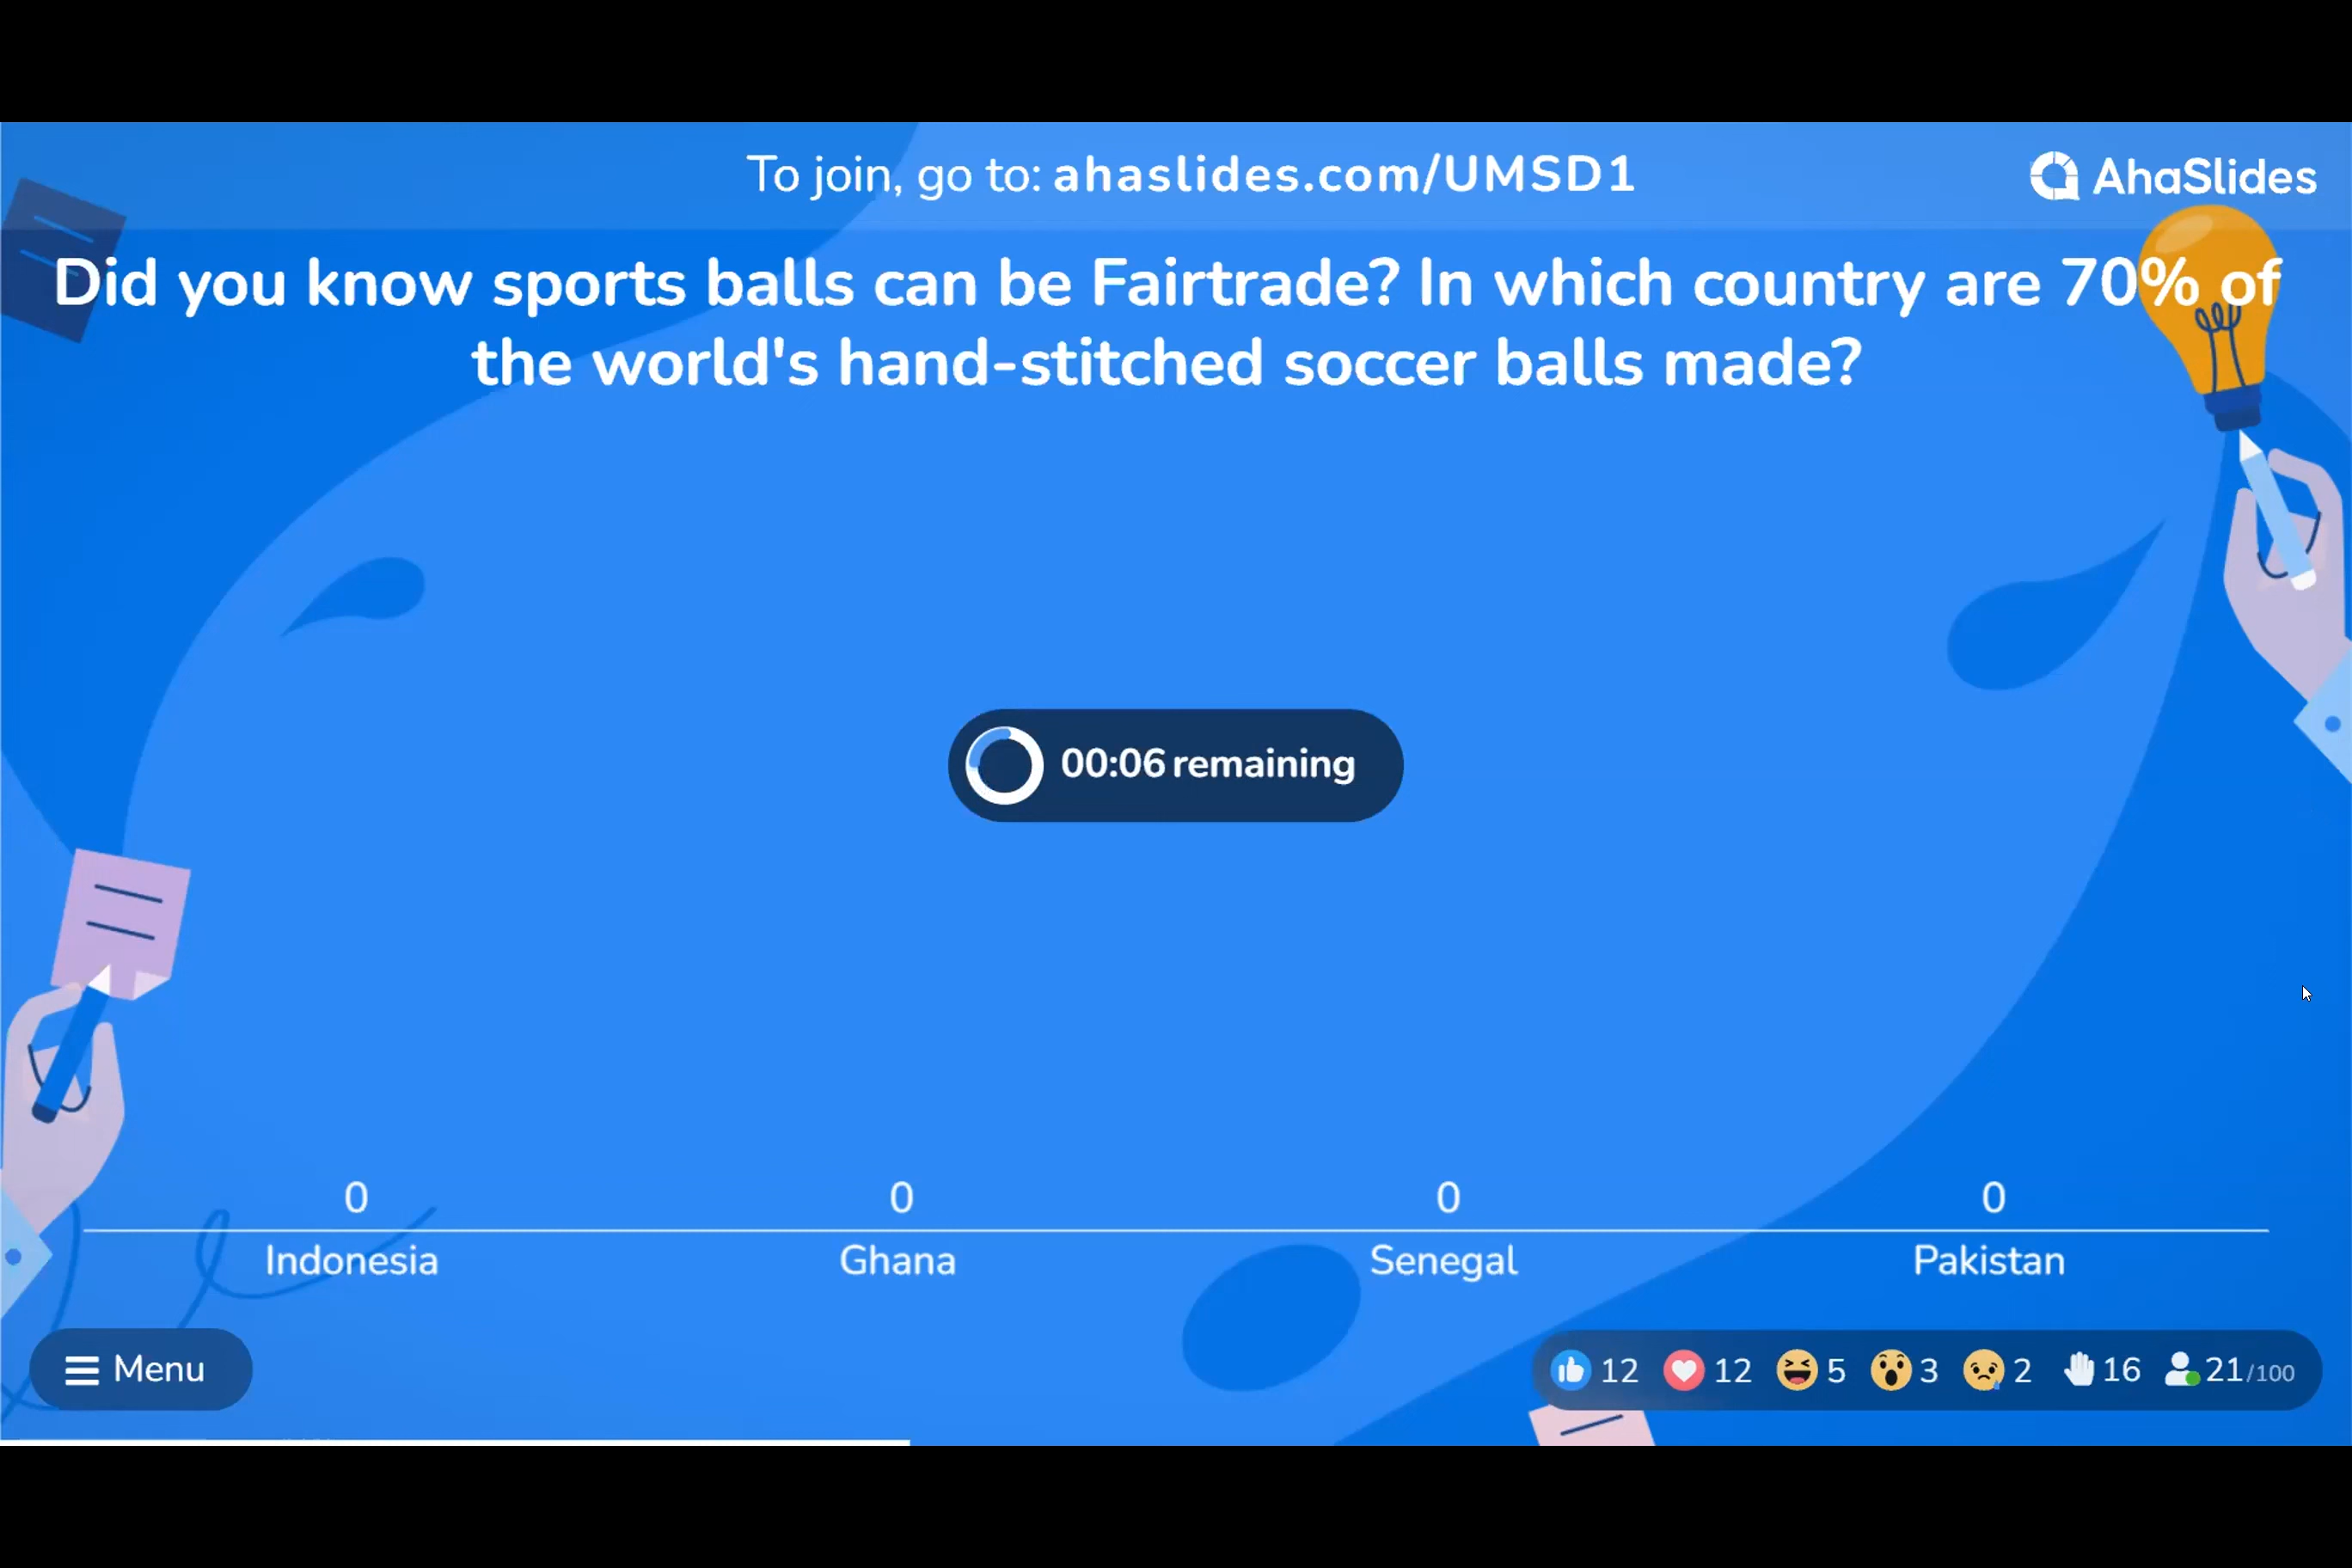 To join, go to: ahaslides.com/UMSD1
AhaSlides
Did you know sports balls can be Fairtrade? In which country are 70% of
the world's hand-stitched soccer balls made?
00:06 remaining
0 0 0 0
Indonesia Ghana Senegal Pakistan
Menu 12 12 5 3 2 16 21/100